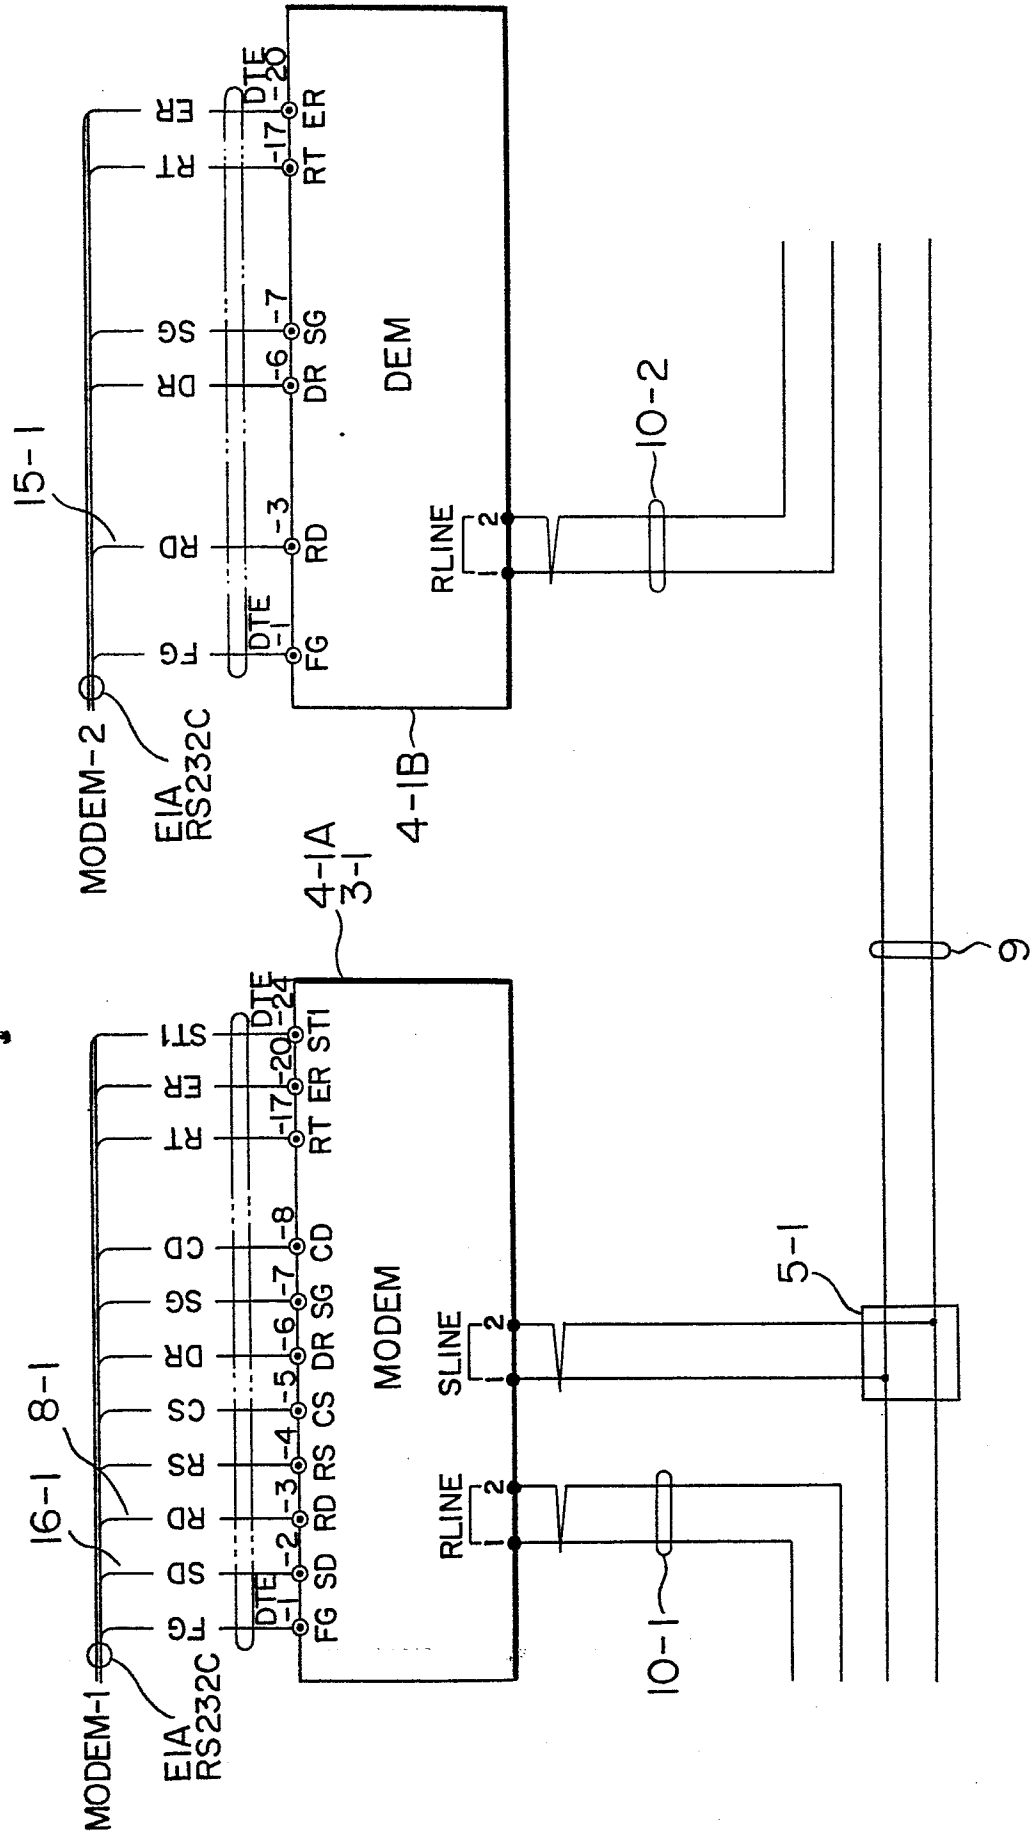 MODEM-1
EIA
RS232C
16-1
8-1
FG SD RD RS CS DR SG CD RT ER ST1
DTE
-1 -2 -3 -4 -5 -6 -7 -8 -17 -20 -24
DTE
FG SD RD RS CS DR SG CD RT ER ST1
MODEM
4-1A
3-1
RLINE
1 2
SLINE
1 2
10-1
5-1
9
MODEM-2
EIA
RS232C
15-1
FG RD DR SG RT ER
DTE
-1 -3 -6 -7 -17 -20
DTE
FG RD DR SG RT ER
DEM
4-1B
RLINE
1 2
10-2